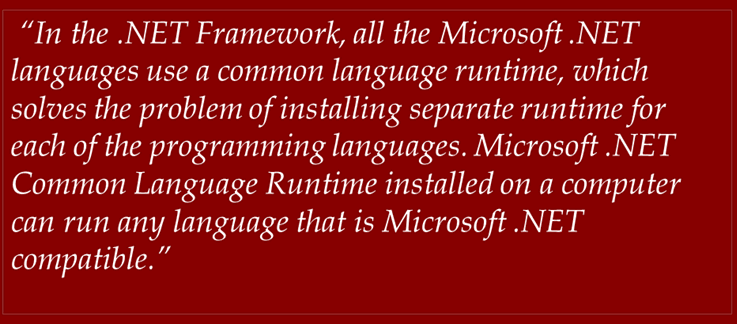 “In the .NET Framework, all the Microsoft .NET
languages use a common language runtime, which
solves the problem of installing separate runtime for
each of the programming languages. Microsoft .NET
Common Language Runtime installed on a computer
can run any language that is Microsoft .NET
compatible.”